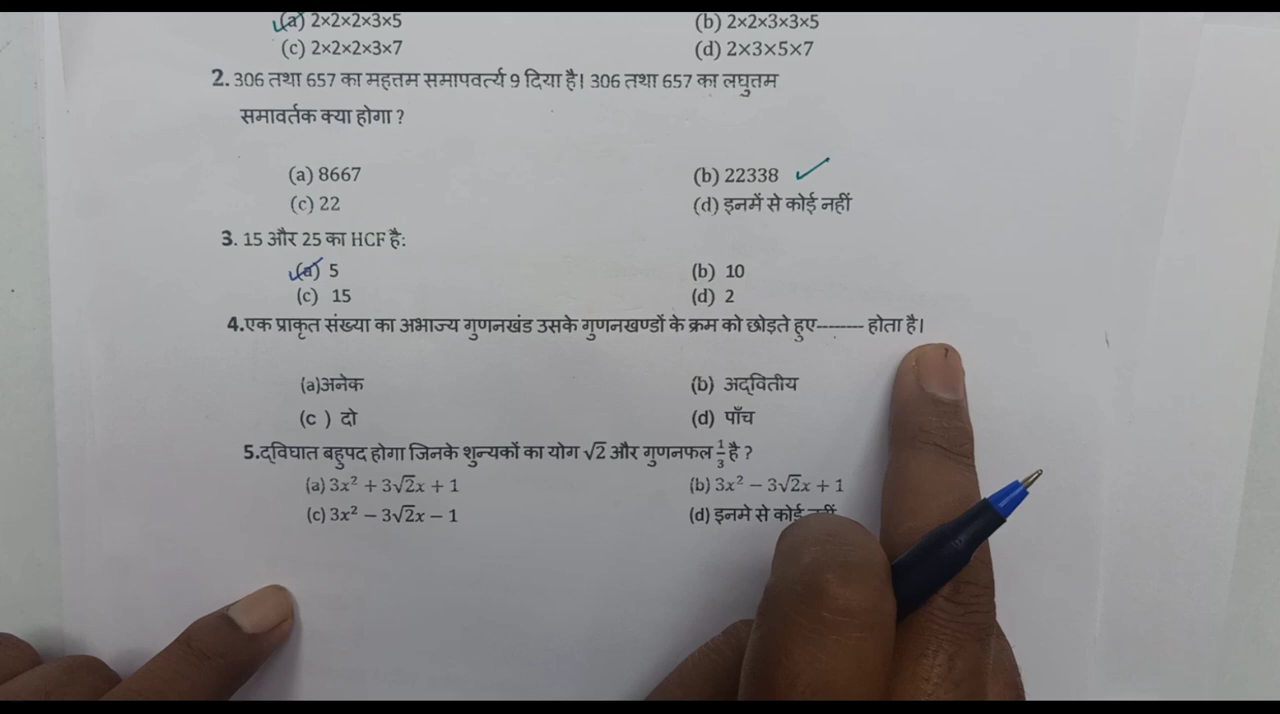 (a) 2×2×2×3×5 (b) 2×2×3×3×5
(c) 2×2×2×3×7 (d) 2×3×5×7
2. 306 तथा 657 का महत्तम समापवर्त्य 9 दिया है। 306 तथा 657 का लघुत्तम
समावर्तक क्या होगा ?
(a) 8667 (b) 22338
(c) 22 (d) इनमें से कोई नहीं
3. 15 और 25 का HCF है:
(a) 5 (b) 10
(c) 15 (d) 2
4.एक प्राकृत संख्या का अभाज्य गुणनखंड उसके गुणनखण्डों के क्रम को छोड़ते हुए-------- होता है।
(a)अनेक (b) अद्वितीय
(c ) दो (d) पाँच
5.द्विघात बहुपद होगा जिनके शुन्यकों का योग √2 और गुणनफल 1/3 है ?
(a) 3x² + 3√2x + 1 (b) 3x² − 3√2x + 1
(c) 3x² − 3√2x − 1 (d) इनमे से कोई